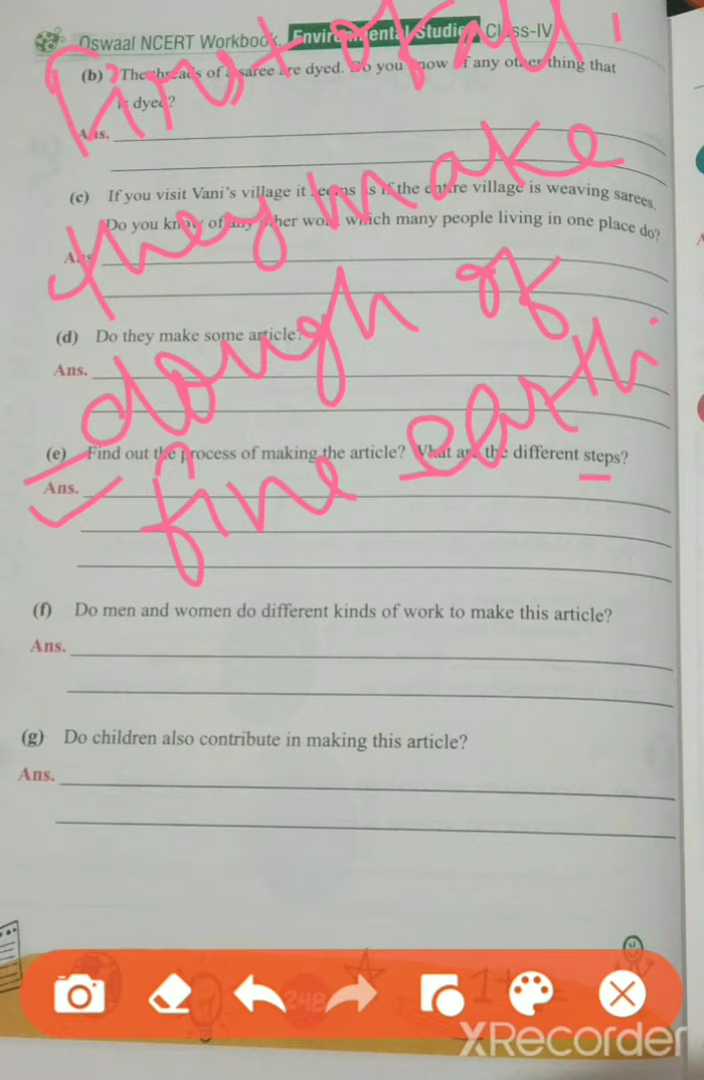 Oswaal NCERT Workbook, Environmental Studies, Class-IV
First of all,
(b) The threads of a saree are dyed. Do you know of any other thing that
is dyed?
Ans.
they make
(c) If you visit Vani's village it seems as if the entire village is weaving sarees.
Do you know of any other work which many people living in one place do?
Ans.
dough of
(d) Do they make some article?
Ans.
fine earth
(e) Find out the process of making the article? What are the different steps?
Ans.
(f) Do men and women do different kinds of work to make this article?
Ans.
(g) Do children also contribute in making this article?
Ans.
248
XRecorder